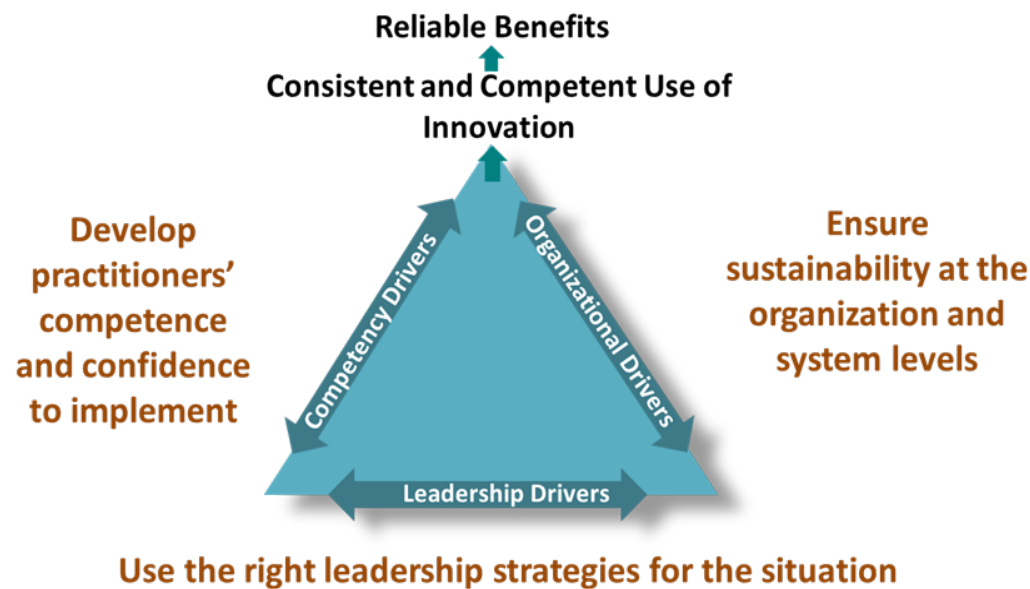 Reliable Benefits
Consistent and Competent Use of
Innovation
Develop
practitioners’
competence
and confidence
to implement
Competency Drivers
Organizational Drivers
Ensure
sustainability at the
organization and
system levels
Leadership Drivers
Use the right leadership strategies for the situation